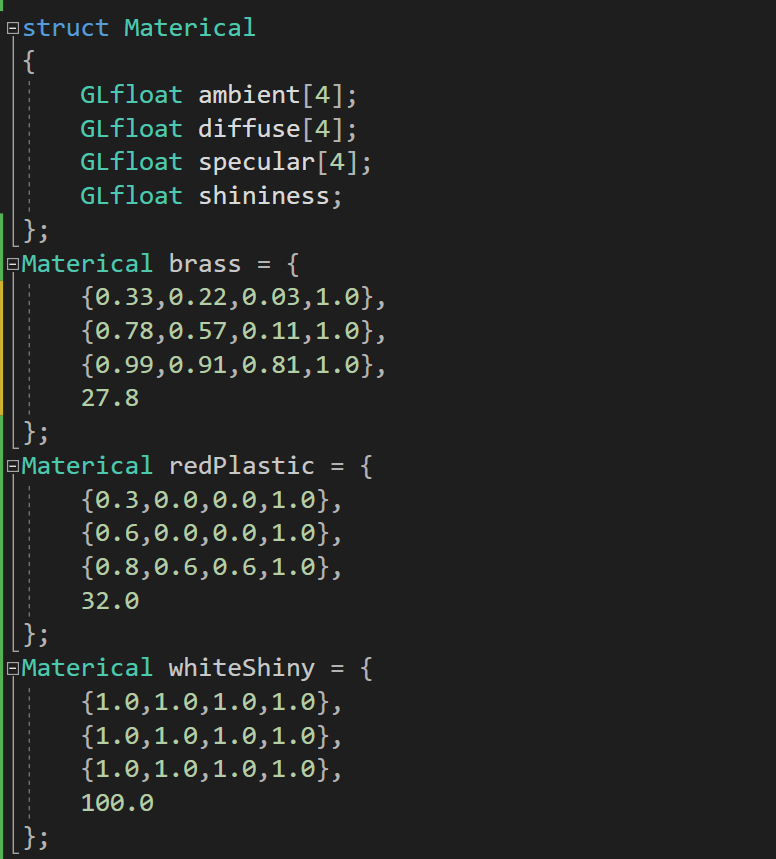 struct Materical
{
    GLfloat ambient[4];
    GLfloat diffuse[4];
    GLfloat specular[4];
    GLfloat shininess;
};
Materical brass = {
    {0.33,0.22,0.03,1.0},
    {0.78,0.57,0.11,1.0},
    {0.99,0.91,0.81,1.0},
    27.8
};
Materical redPlastic = {
    {0.3,0.0,0.0,1.0},
    {0.6,0.0,0.0,1.0},
    {0.8,0.6,0.6,1.0},
    32.0
};
Materical whiteShiny = {
    {1.0,1.0,1.0,1.0},
    {1.0,1.0,1.0,1.0},
    {1.0,1.0,1.0,1.0},
    100.0
};